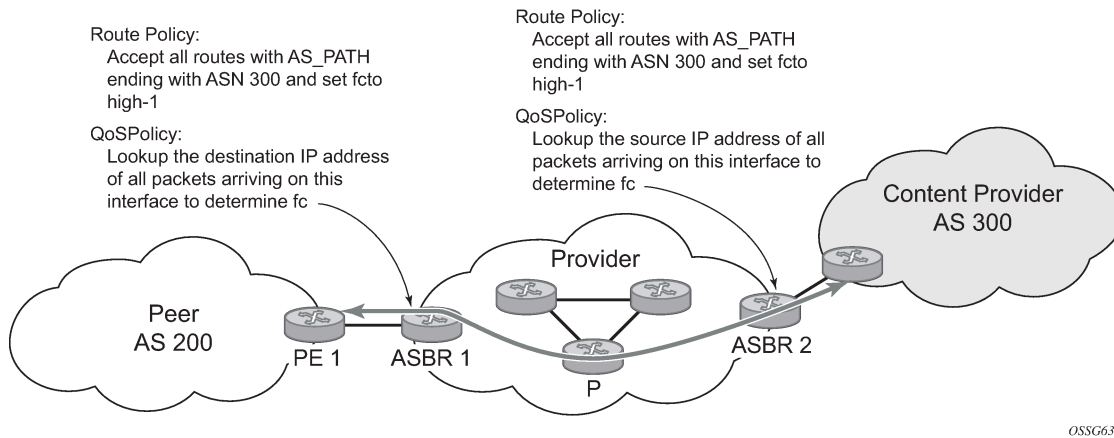 Route Policy:
Accept all routes with AS_PATH
ending with ASN 300 and set fcto
high-1
QoSPolicy:
Lookup the destination IP address
of all packets arriving on this
interface to determine fc
Route Policy:
Accept all routes with AS_PATH
ending with ASN 300 and set fcto
high-1
QoSPolicy:
Lookup the source IP address of all
packets arriving on this interface to
determine fc
Content Provider
AS 300
Provider
Peer
AS 200
PE 1
ASBR 1
P
ASBR 2
OSSG63